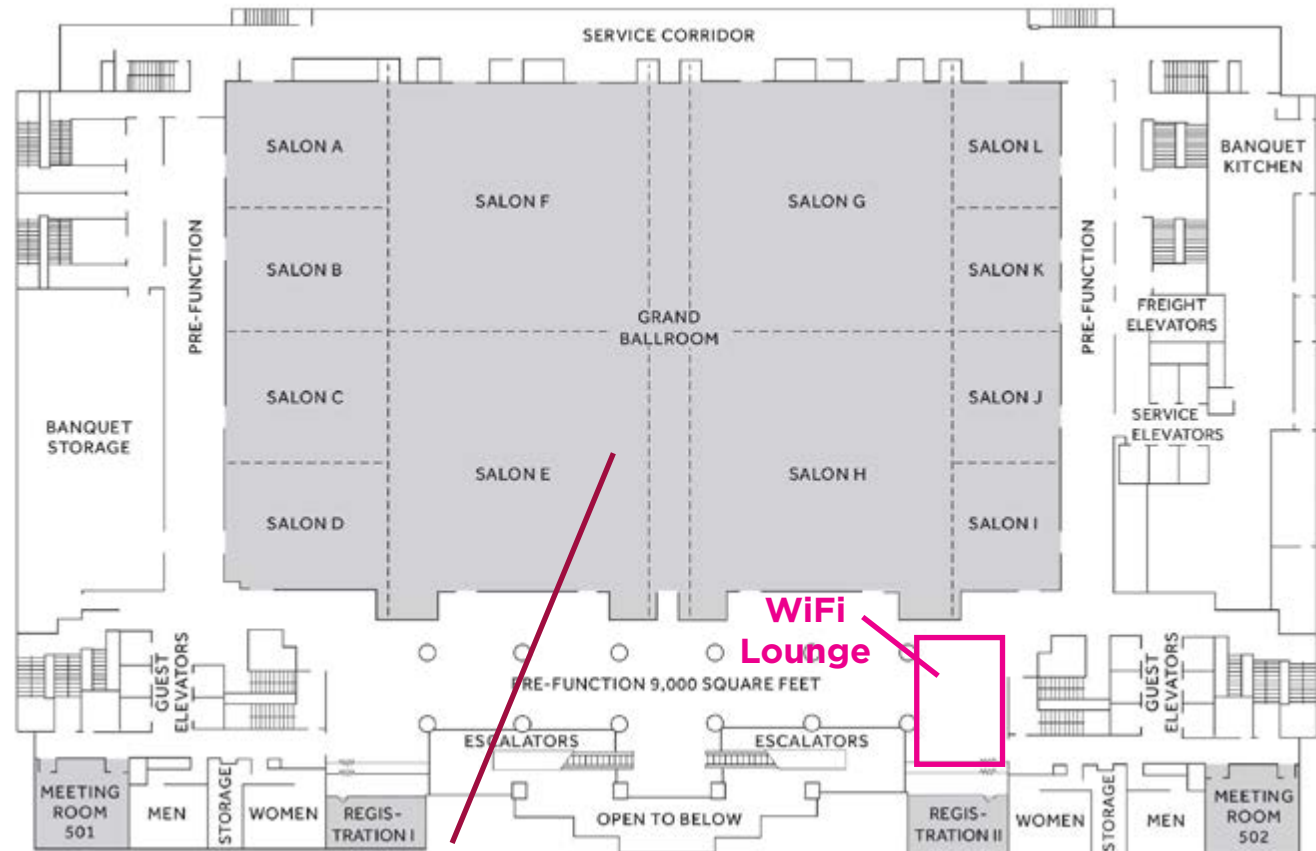 SERVICE CORRIDOR
SALON A
SALON F
SALON G
SALON L
BANQUET
KITCHEN
PRE-FUNCTION
SALON B
SALON K
PRE-FUNCTION
GRAND
BALLROOM
FREIGHT
ELEVATORS
BANQUET
STORAGE
SALON C
SALON J
SERVICE
ELEVATORS
SALON E
SALON H
SALON D
SALON I
WiFi
Lounge
GUEST
ELEVATORS
PRE-FUNCTION 9,000 SQUARE FEET
GUEST
ELEVATORS
ESCALATORS
ESCALATORS
MEETING
ROOM
501
MEN
STORAGE
WOMEN
REGIS-
TRATION I
OPEN TO BELOW
REGIS-
TRATION II
WOMEN
STORAGE
MEN
MEETING
ROOM
502